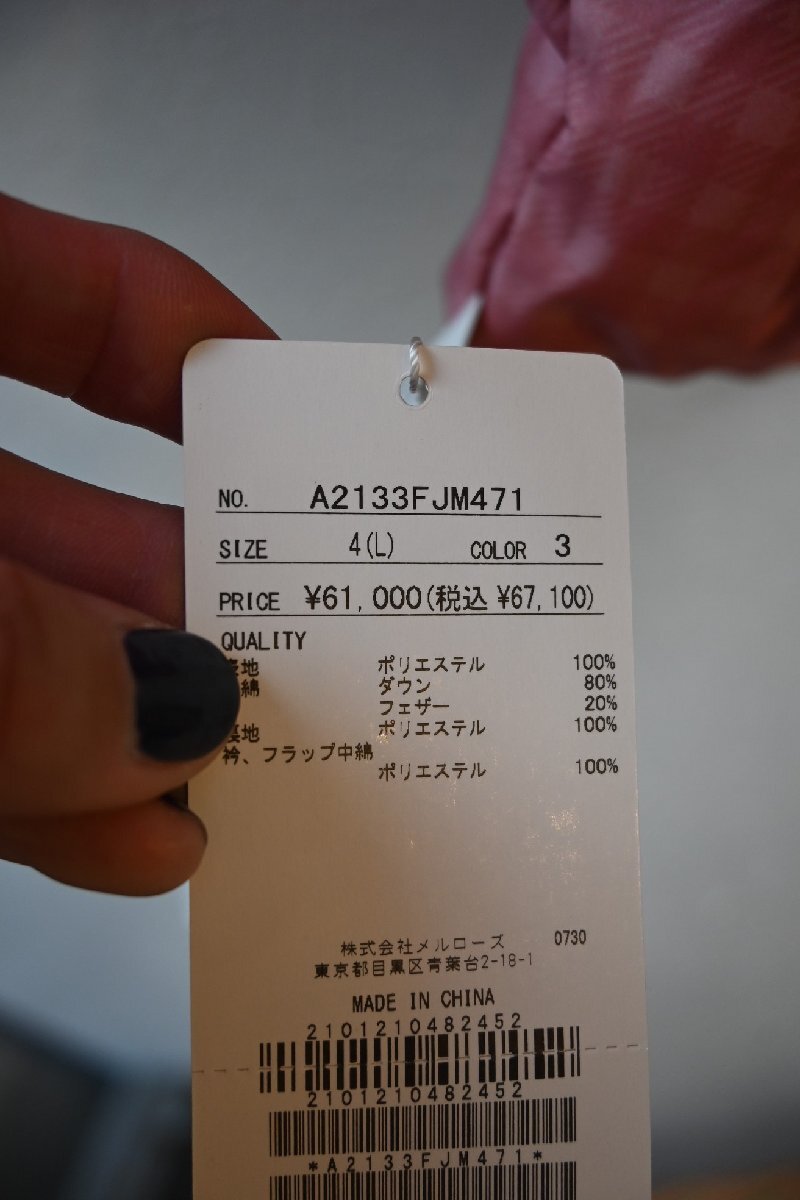 NO. A2133FJM471
SIZE 4(L) COLOR 3
PRICE ¥61,000(税込 ¥67,100)
QUALITY
表地 ポリエステル 100%
綿 ダウン 80%
フェザー 20%
裏地 ポリエステル 100%
衿、フラップ中綿
ポリエステル 100%
株式会社メルローズ 0730
東京都目黒区青葉台2-18-1
MADE IN CHINA
2101210482452
2101210482452
*A2133FJM471*